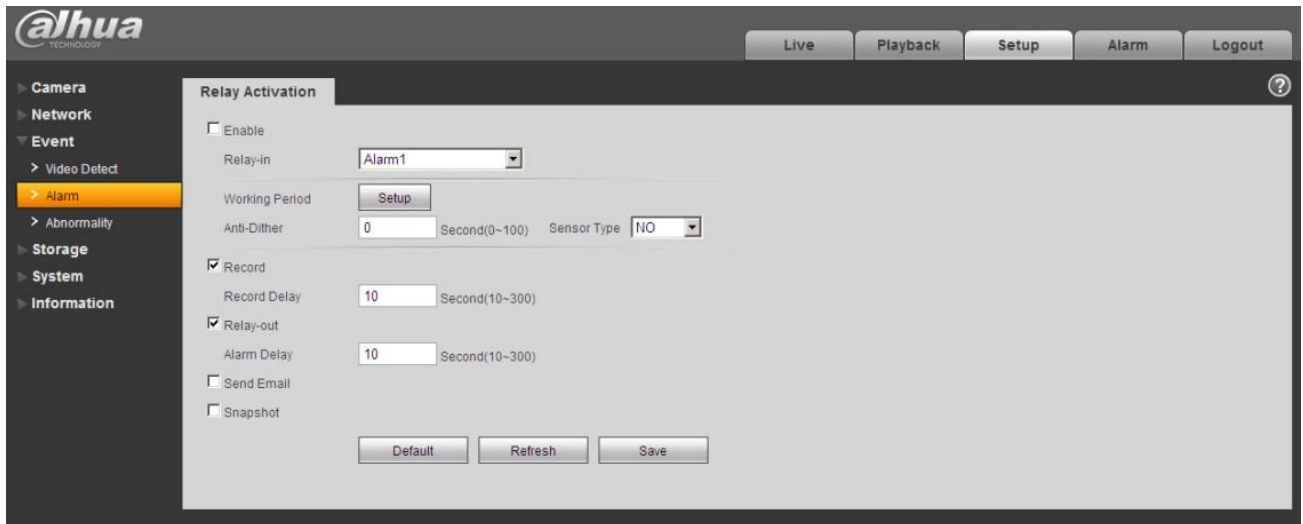 alhua
TECHNOLOGY
Live Playback Setup Alarm Logout
Camera
Network
Event
> Video Detect
> Alarm
> Abnormality
Storage
System
Information
Relay Activation ?
Enable
Relay-in Alarm1
Working Period Setup
Anti-Dither 0 Second(0~100) Sensor Type NO
Record
Record Delay 10 Second(10~300)
Relay-out
Alarm Delay 10 Second(10~300)
Send Email
Snapshot
Default Refresh Save